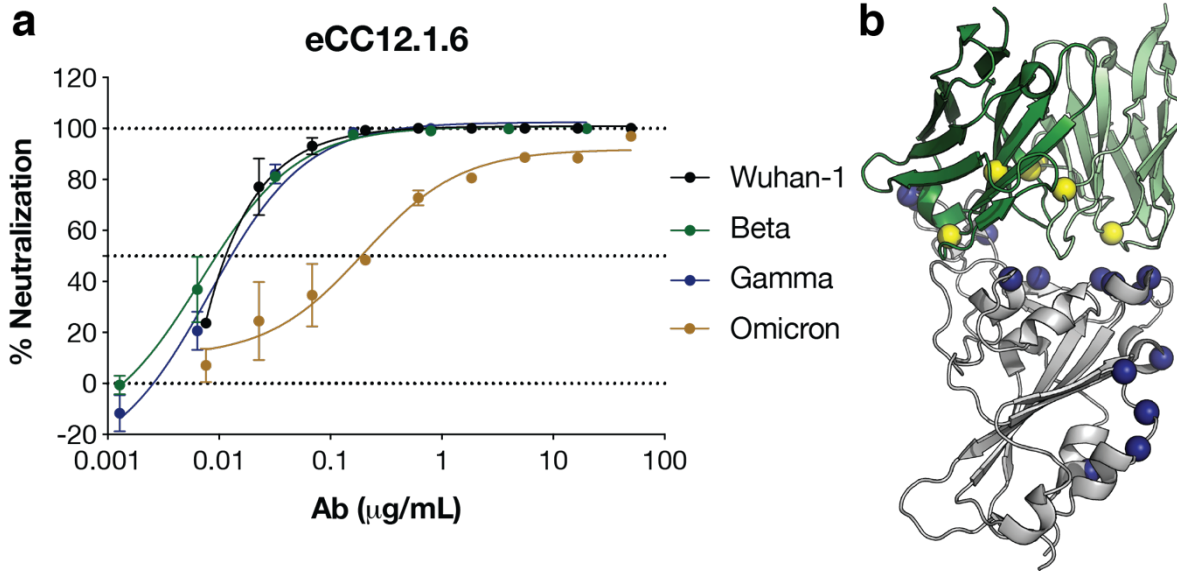 a
b
eCC12.1.6
120
100
80
60
40
20
0
-20
% Neutralization
0.001
0.01
0.1
1
10
100
Ab (μg/mL)
Wuhan-1
Beta
Gamma
Omicron